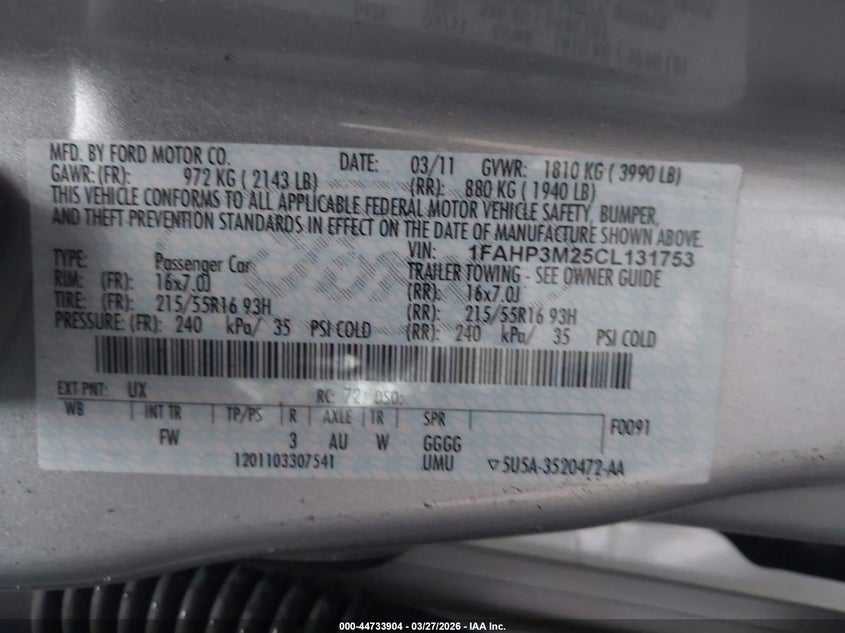 MFD. BY FORD MOTOR CO. DATE: 03/11 GVWR: 1810 KG ( 3990 LB)
GAWR: (FR): 972 KG ( 2143 LB) (RR): 880 KG ( 1940 LB)
THIS VEHICLE CONFORMS TO ALL APPLICABLE FEDERAL MOTOR VEHICLE SAFETY, BUMPER,
AND THEFT PREVENTION STANDARDS IN EFFECT ON THE DATE OF MANUFACTURE SHOWN ABOVE.
VIN: 1FAHP3M25CL131753
TYPE: Passenger Car TRAILER TOWING - SEE OWNER GUIDE
RIM: (FR): 16x7.0J (RR): 16x7.0J
TIRE: (FR): 215/55R16 93H (RR): 215/55R16 93H
PRESSURE: (FR): 240 kPa/ 35 PSI COLD (RR): 240 kPa/ 35 PSI COLD
EXT PNT: UX RC: DSO:
WB INT TR TP/PS R AXLE TR SPR F0091
FW 3 AU W GGGG
1201103307541 UMU ▽5U5A-3520472-AA
000-44733904 - 03/27/2026 - IAA Inc.